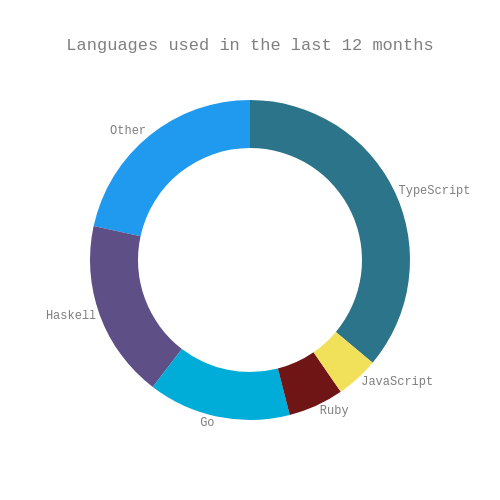 Languages used in the last 12 months
Other
TypeScript
Haskell
JavaScript
Ruby
Go